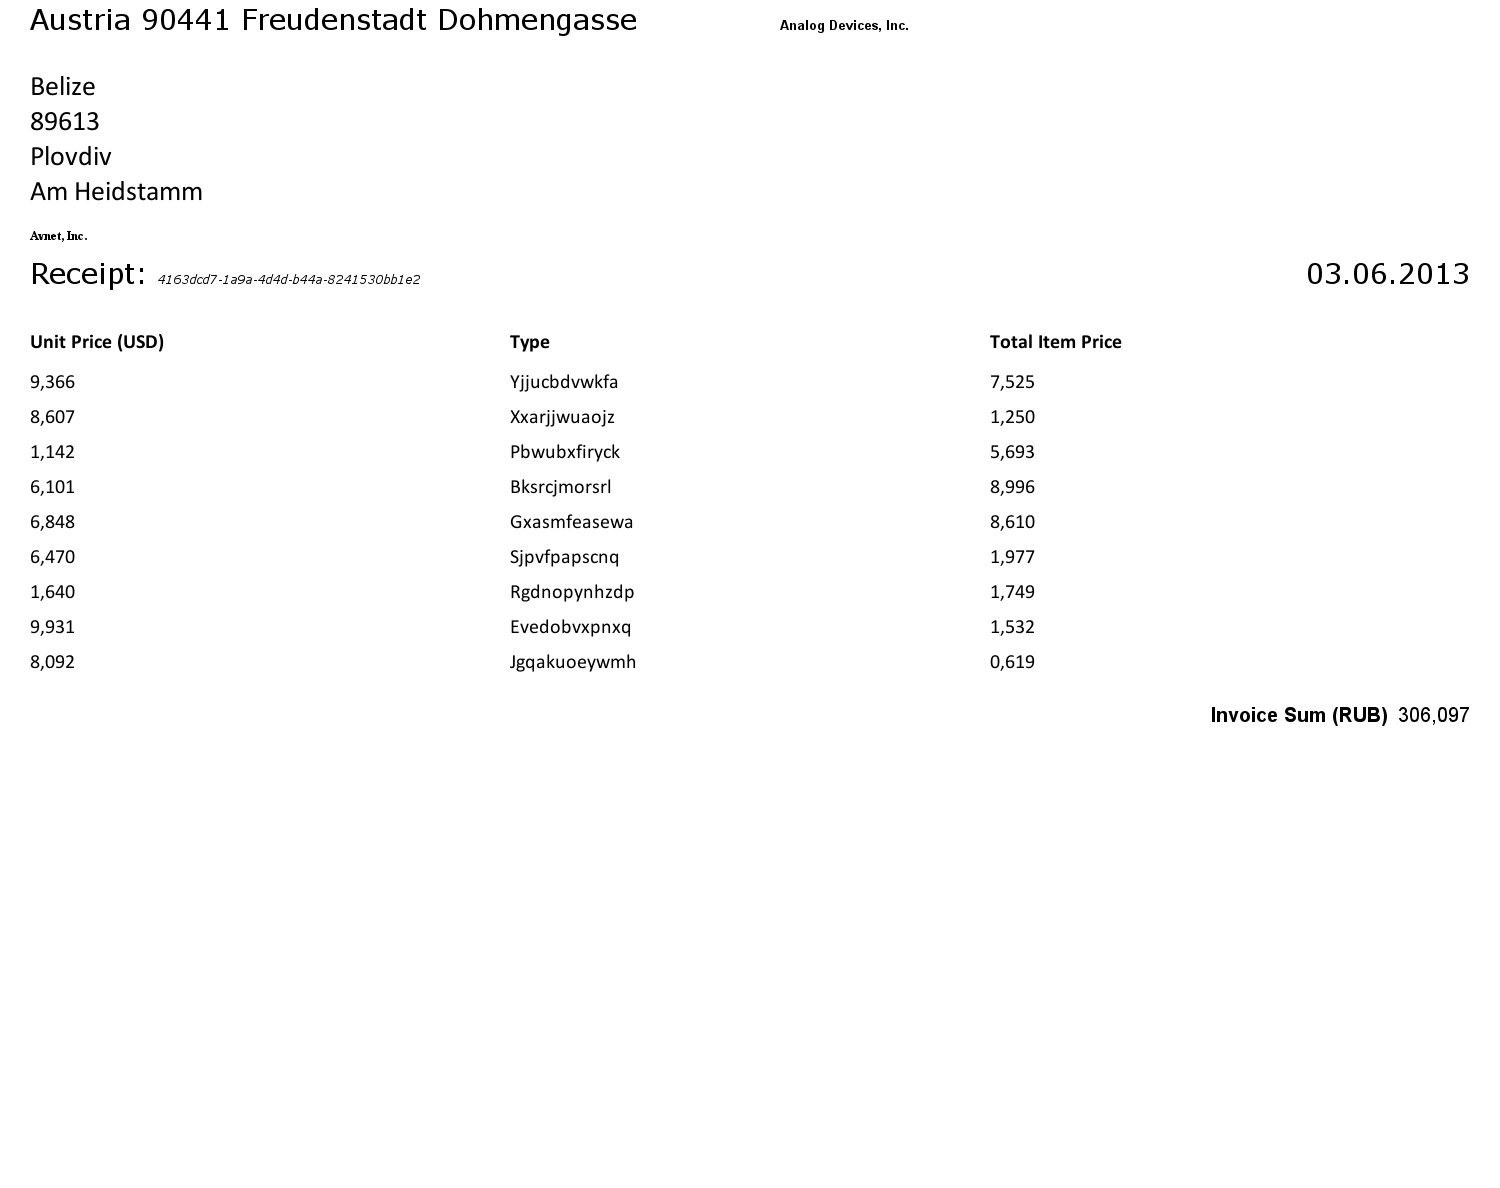 Austria 90441 Freudenstadt Dohmengasse Analog Devices, Inc.
Belize
89613
Plovdiv
Am Heidstamm
Avnet, Inc.
Receipt: 4163dcd7-1a9a-4d4d-b44a-8241530bb1e2 03.06.2013
Unit Price (USD) Type Total Item Price
9,366 Yjjucbdvwkfa 7,525
8,607 Xxarjjwuaojz 1,250
1,142 Pbwubxfiryck 5,693
6,101 Bksrcjmorsrl 8,996
6,848 Gxasmfeasewa 8,610
6,470 Sjpvfpapscnq 1,977
1,640 Rgdnopynhzdp 1,749
9,931 Evedobvxpnxq 1,532
8,092 Jgqakuoeywmh 0,619
Invoice Sum (RUB) 306,097